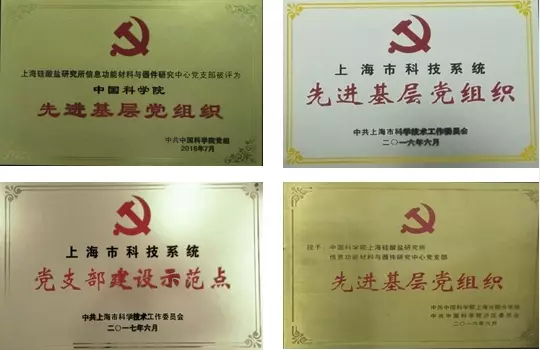 上海硅酸盐研究所信息功能材料与器件研究中心党支部被评为
中国科学院
先进基层党组织
中共中国科学院党组
2016年7月
上海市科技系统
先进基层党组织
中共上海市科学技术工作委员会
二〇一六年六月
上海市科技系统
党支部建设示范点
中共上海市科学技术工作委员会
二〇一七年六月
授予：中国科学院上海硅酸盐研究所
信息功能材料与器件研究中心党支部
先进基层党组织
二〇一六年六月